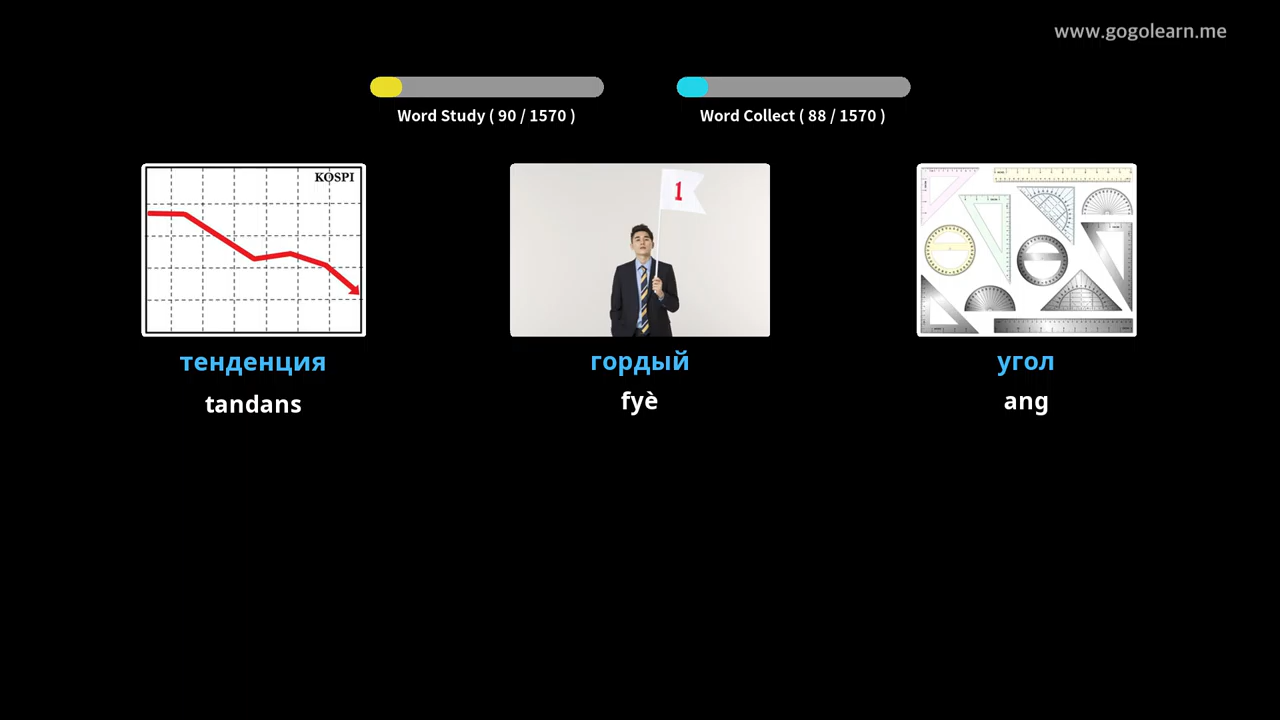 www.gogolearn.me
Word Study ( 90 / 1570 )
Word Collect ( 88 / 1570 )
KOSPI
1
тенденция
гордый
угол
tandans
fyè
ang